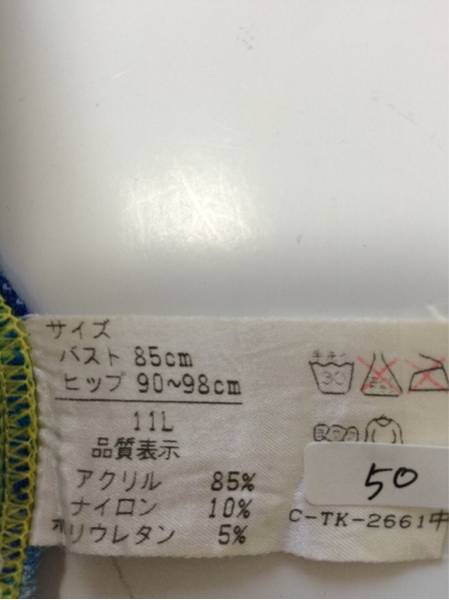 サイズ
バスト 85cm
ヒップ 90~98cm
11L
品質表示
アクリル 85%
ナイロン 10%
ポリウレタン 5%
30
50
C-TK-2661中